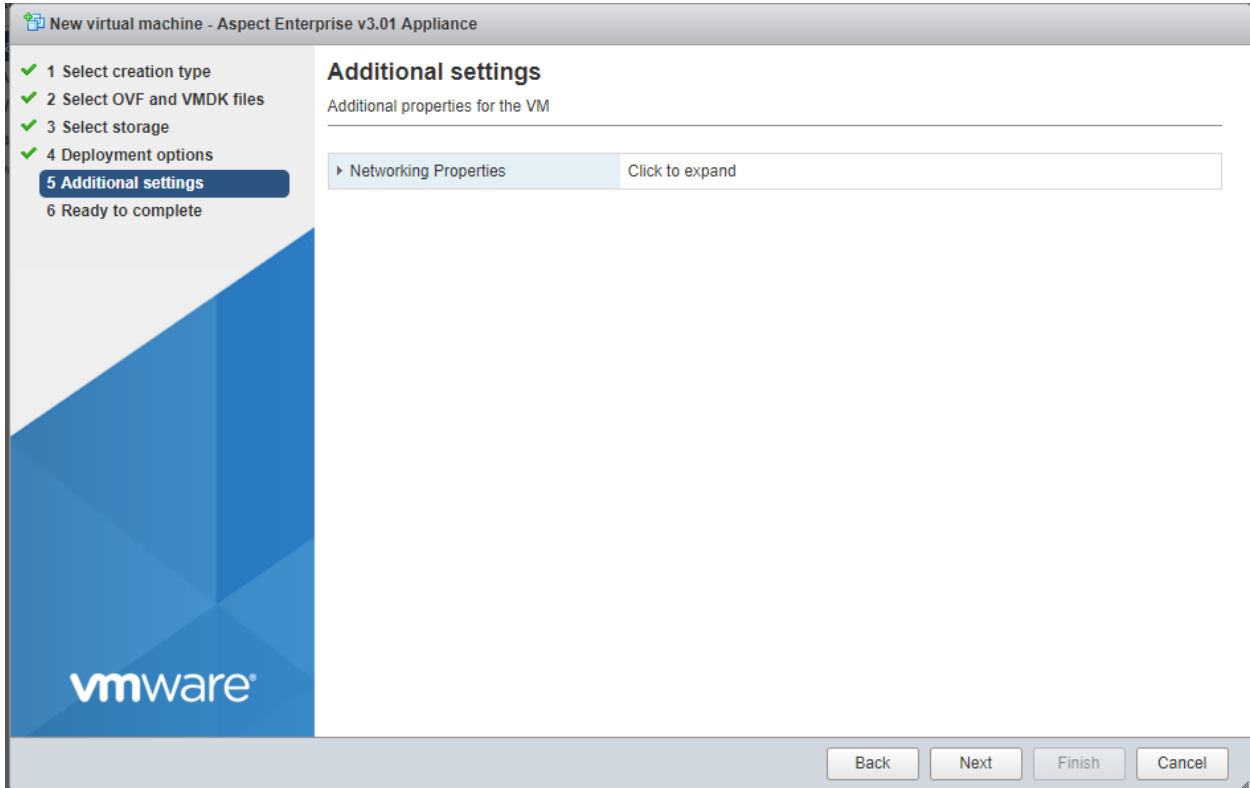 New virtual machine - Aspect Enterprise v3.01 Appliance
1 Select creation type
2 Select OVF and VMDK files
3 Select storage
4 Deployment options
5 Additional settings
6 Ready to complete
Additional settings
Additional properties for the VM
Networking Properties Click to expand
vmware®
Back Next Finish Cancel